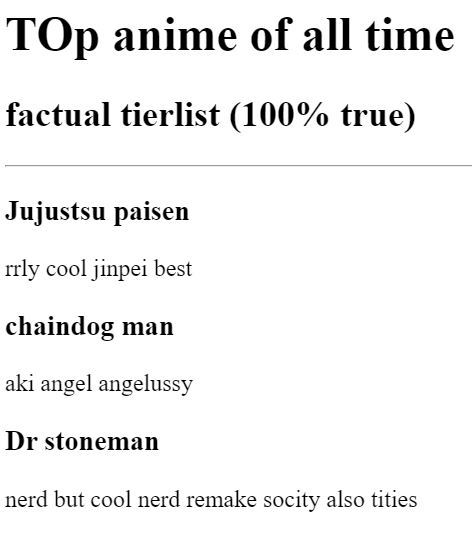 TOp anime of all time
factual tierlist (100% true)
Jujustsu paisen
rrly cool jinpei best
chaindog man
aki angel angelussy
Dr stoneman
nerd but cool nerd remake socity also tities